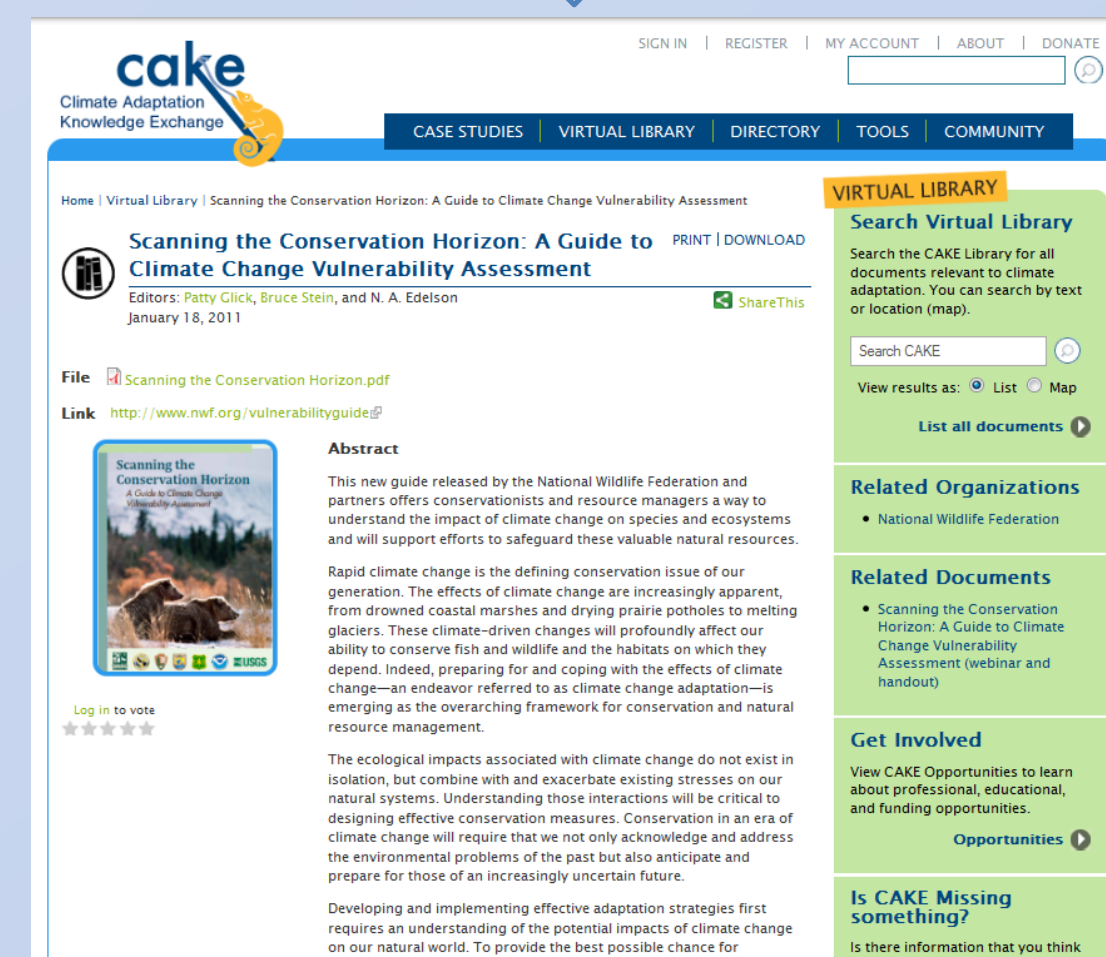 SIGN IN | REGISTER | MY ACCOUNT | ABOUT | DONATE
cake
Climate Adaptation
Knowledge Exchange
CASE STUDIES | VIRTUAL LIBRARY | DIRECTORY | TOOLS | COMMUNITY
Home | Virtual Library | Scanning the Conservation Horizon: A Guide to Climate Change Vulnerability Assessment
Scanning the Conservation Horizon: A Guide to
Climate Change Vulnerability Assessment
PRINT | DOWNLOAD
Editors: Patty Glick, Bruce Stein, and N. A. Edelson
January 18, 2011
ShareThis
File Scanning the Conservation Horizon.pdf
Link http://www.nwf.org/vulnerabilityguide
Scanning the
Conservation Horizon
A Guide to Climate Change
Vulnerability Assessment
USGS
Log in to vote
Abstract
This new guide released by the National Wildlife Federation and
partners offers conservationists and resource managers a way to
understand the impact of climate change on species and ecosystems
and will support efforts to safeguard these valuable natural resources.
Rapid climate change is the defining conservation issue of our
generation. The effects of climate change are increasingly apparent,
from drowned coastal marshes and drying prairie potholes to melting
glaciers. These climate-driven changes will profoundly affect our
ability to conserve fish and wildlife and the habitats on which they
depend. Indeed, preparing for and coping with the effects of climate
change—an endeavor referred to as climate change adaptation—is
emerging as the overarching framework for conservation and natural
resource management.
The ecological impacts associated with climate change do not exist in
isolation, but combine with and exacerbate existing stresses on our
natural systems. Understanding those interactions will be critical to
designing effective conservation measures. Conservation in an era of
climate change will require that we not only acknowledge and address
the environmental problems of the past but also anticipate and
prepare for those of an increasingly uncertain future.
Developing and implementing effective adaptation strategies first
requires an understanding of the potential impacts of climate change
on our natural world. To provide the best possible chance for
VIRTUAL LIBRARY
Search Virtual Library
Search the CAKE Library for all
documents relevant to climate
adaptation. You can search by text
or location (map).
Search CAKE
View results as: List Map
List all documents
Related Organizations
• National Wildlife Federation
Related Documents
• Scanning the Conservation
Horizon: A Guide to Climate
Change Vulnerability
Assessment (webinar and
handout)
Get Involved
View CAKE Opportunities to learn
about professional, educational,
and funding opportunities.
Opportunities
Is CAKE Missing
something?
Is there information that you think